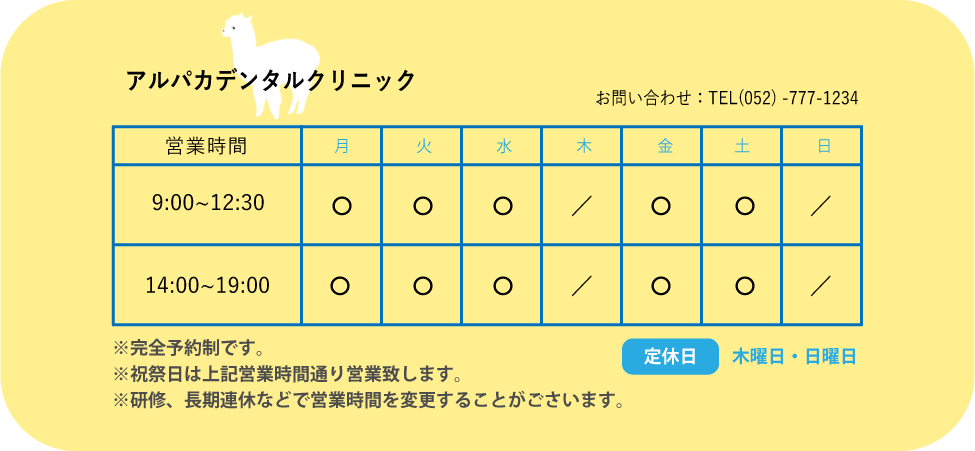 アルパカデンタルクリニック
お問い合わせ：TEL(052) -777-1234
営業時間 月 火 水 木 金 土 日
9:00~12:30 〇 〇 〇 ／ 〇 〇 ／
14:00~19:00 〇 〇 〇 ／ 〇 〇 ／
※完全予約制です。
定休日 木曜日・日曜日
※祝祭日は上記営業時間通り営業致します。
※研修、長期連休などで営業時間を変更することがごさいます。